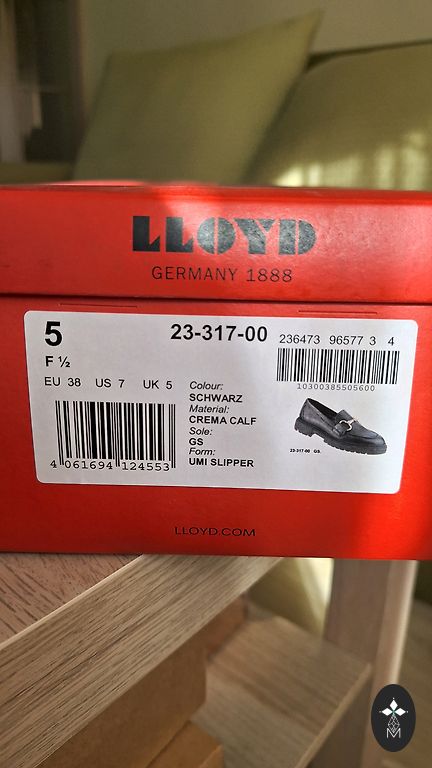 LLOYD
GERMANY 1888
5
23-317-00
236473 96577 3 4
F ½
EU 38 US 7 UK 5
10300385505600
Colour:
SCHWARZ
Material:
CREMA CALF
Sole:
GS
Form:
UMI SLIPPER
4 061694 124553
23-317-00 GS.
LLOYD.COM
M